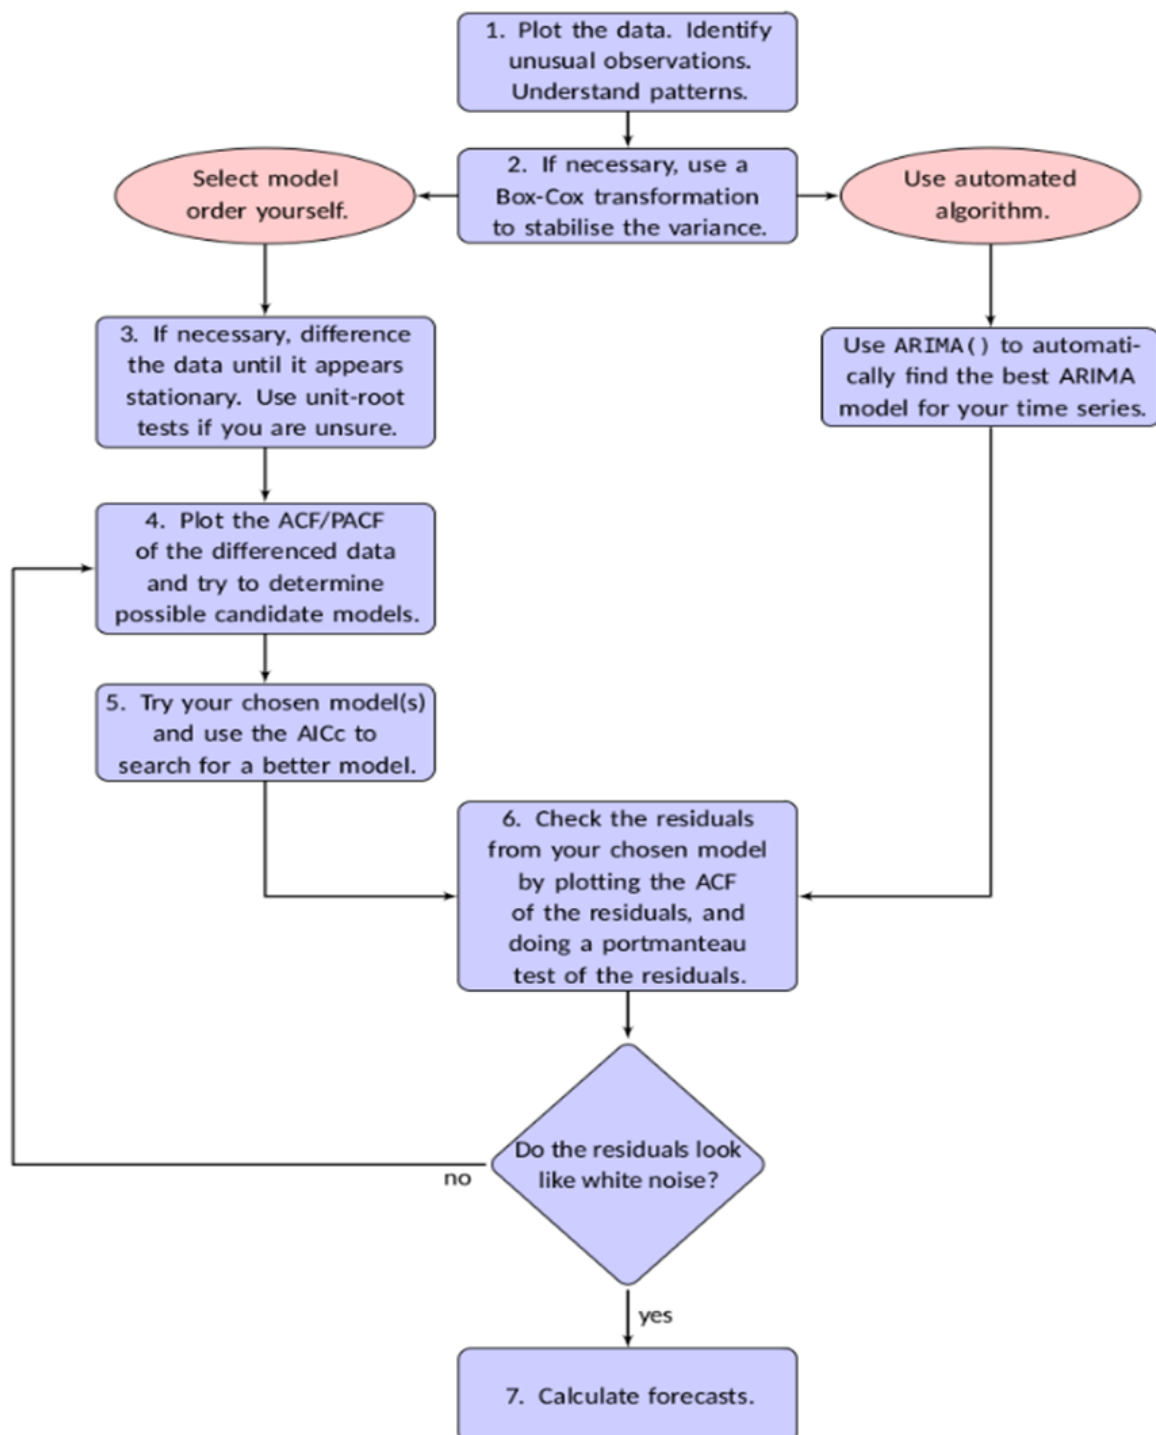 1. Plot the data. Identify
unusual observations.
Understand patterns.
Select model
order yourself.
2. If necessary, use a
Box-Cox transformation
to stabilise the variance.
Use automated
algorithm.
3. If necessary, difference
the data until it appears
stationary. Use unit-root
tests if you are unsure.
Use ARIMA() to automati-
cally find the best ARIMA
model for your time series.
4. Plot the ACF/PACF
of the differenced data
and try to determine
possible candidate models.
5. Try your chosen model(s)
and use the AICc to
search for a better model.
6. Check the residuals
from your chosen model
by plotting the ACF
of the residuals, and
doing a portmanteau
test of the residuals.
Do the residuals look
like white noise?
no
yes
7. Calculate forecasts.